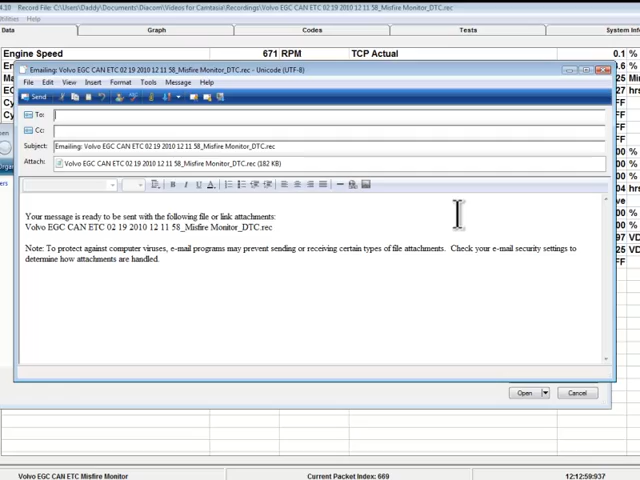 4.10 Record File: C:\Users\Daddy\Documents\Diacom\Videos for Camtasia\Recordings\Volvo EGC CAN ETC 02 19 2010 12 11 58_Misfire Monitor_DTC.rec
Utilities Help
Data Graph Codes Tests System Info
Engine Speed 671 RPM TCP Actual 0.1 %
Emailing: Volvo EGC CAN ETC 02 19 2010 12 11 58_Misfire Monitor_DTC.rec - Unicode (UTF-8)
File Edit View Insert Format Tools Message Help
Send
To:
Cc:
Subject: Emailing: Volvo EGC CAN ETC 02 19 2010 12 11 58_Misfire Monitor_DTC.rec
Attach: Volvo EGC CAN ETC 02 19 2010 12 11 58_Misfire Monitor_DTC.rec (182 KB)
B I U A
Your message is ready to be sent with the following file or link attachments:
Volvo EGC CAN ETC 02 19 2010 12 11 58_Misfire Monitor_DTC.rec
Note: To protect against computer viruses, e-mail programs may prevent sending or receiving certain types of file attachments. Check your e-mail security settings to
determine how attachments are handled.
Open Cancel
Volvo EGC CAN ETC Misfire Monitor Current Packet Index: 669 12:12:59:937